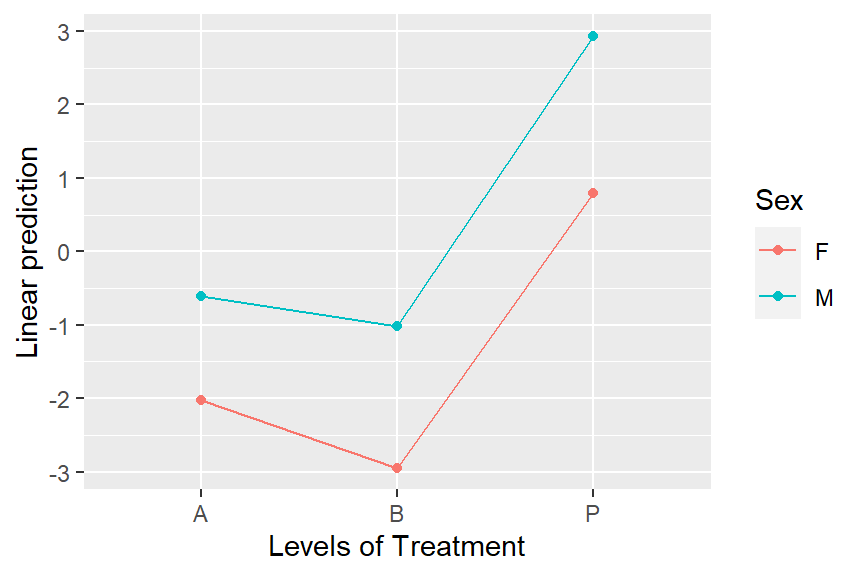 3
2
1
0
-1
-2
-3
Linear prediction
A B P
Levels of Treatment
Sex
F
M